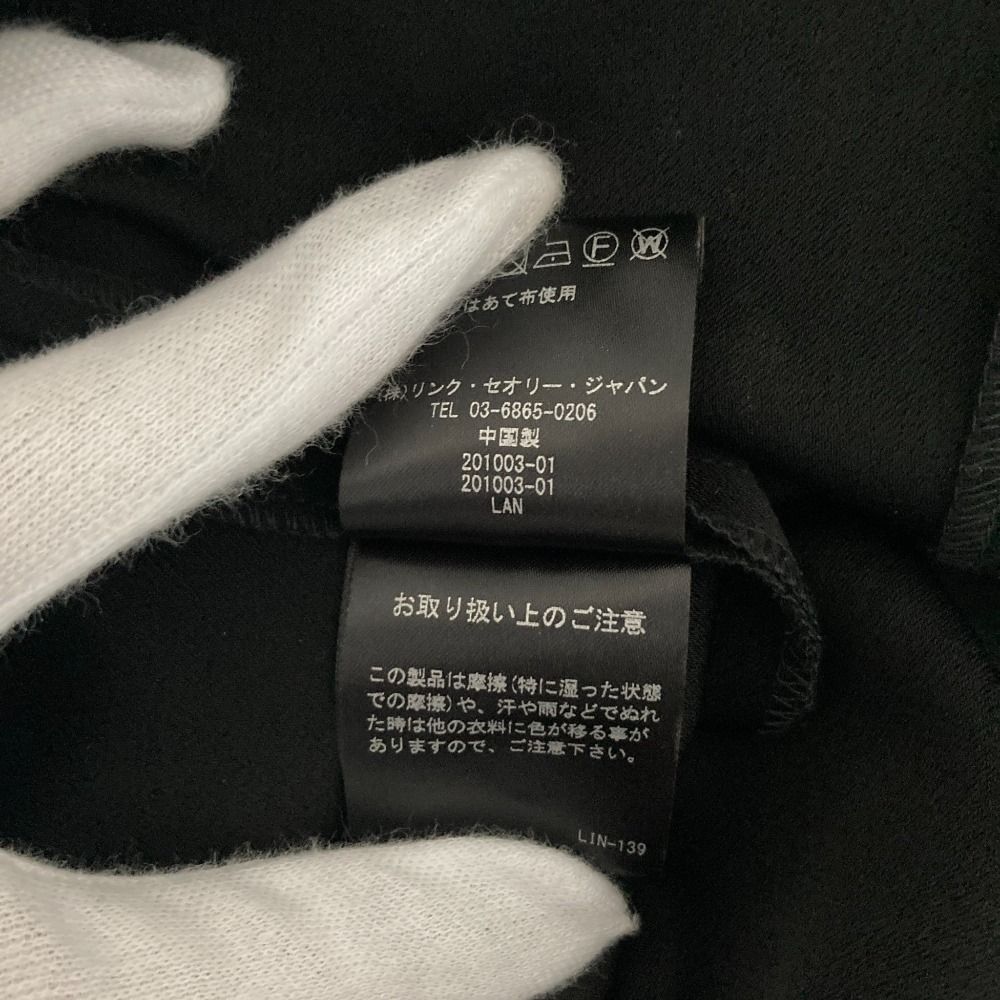 F W
はあて布使用
(株)リンク・セオリー・ジャパン
TEL 03-6865-0206
中国製
201003-01
201003-01
LAN
お取り扱い上のご注意
この製品は摩擦(特に湿った状態
での摩擦)や、汗や雨などでぬれ
た時は他の衣料に色が移る事が
ありますので、ご注意下さい。
LIN-139